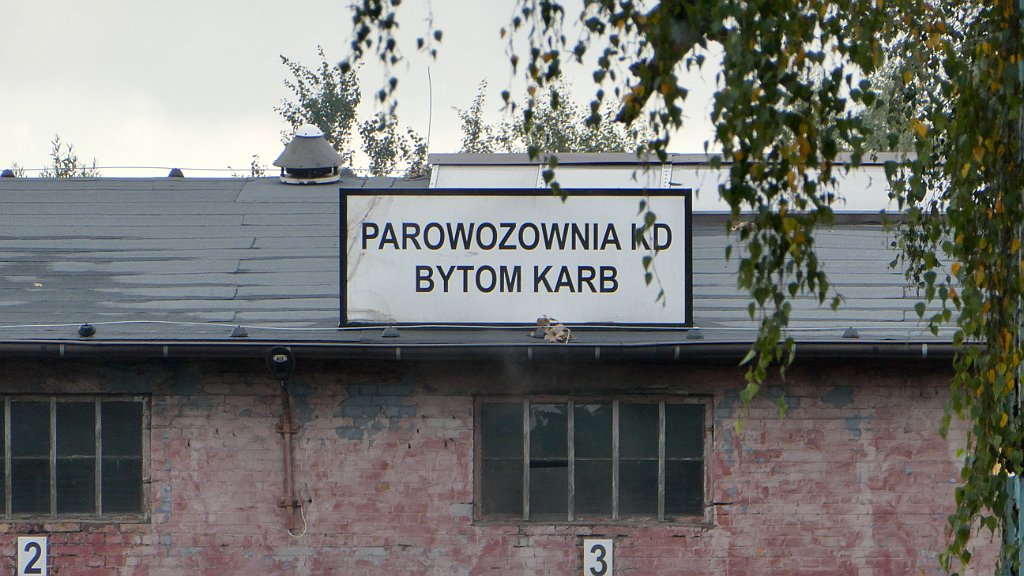 PAROWOZOWNIA KD
BYTOM KARB
2
3